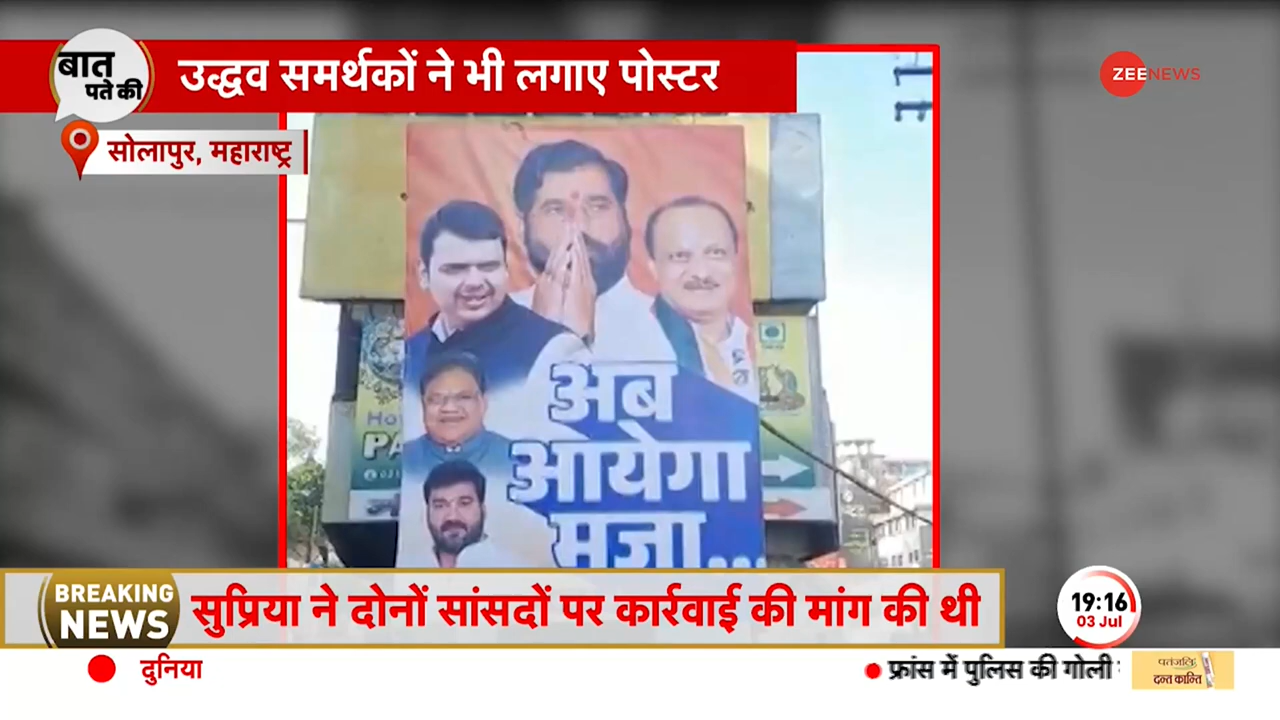 बात
पते की
उद्धव समर्थकों ने भी लगाए पोस्टर
ZEENEWS
सोलापुर, महाराष्ट्र
अब
आयेगा
मजा...
BREAKING
NEWS
सुप्रिया ने दोनों सांसदों पर कार्रवाई की मांग की थी
19:16
03 Jul
दुनिया
फ्रांस में पुलिस की गोली
पतंजलि
दन्त कान्ति